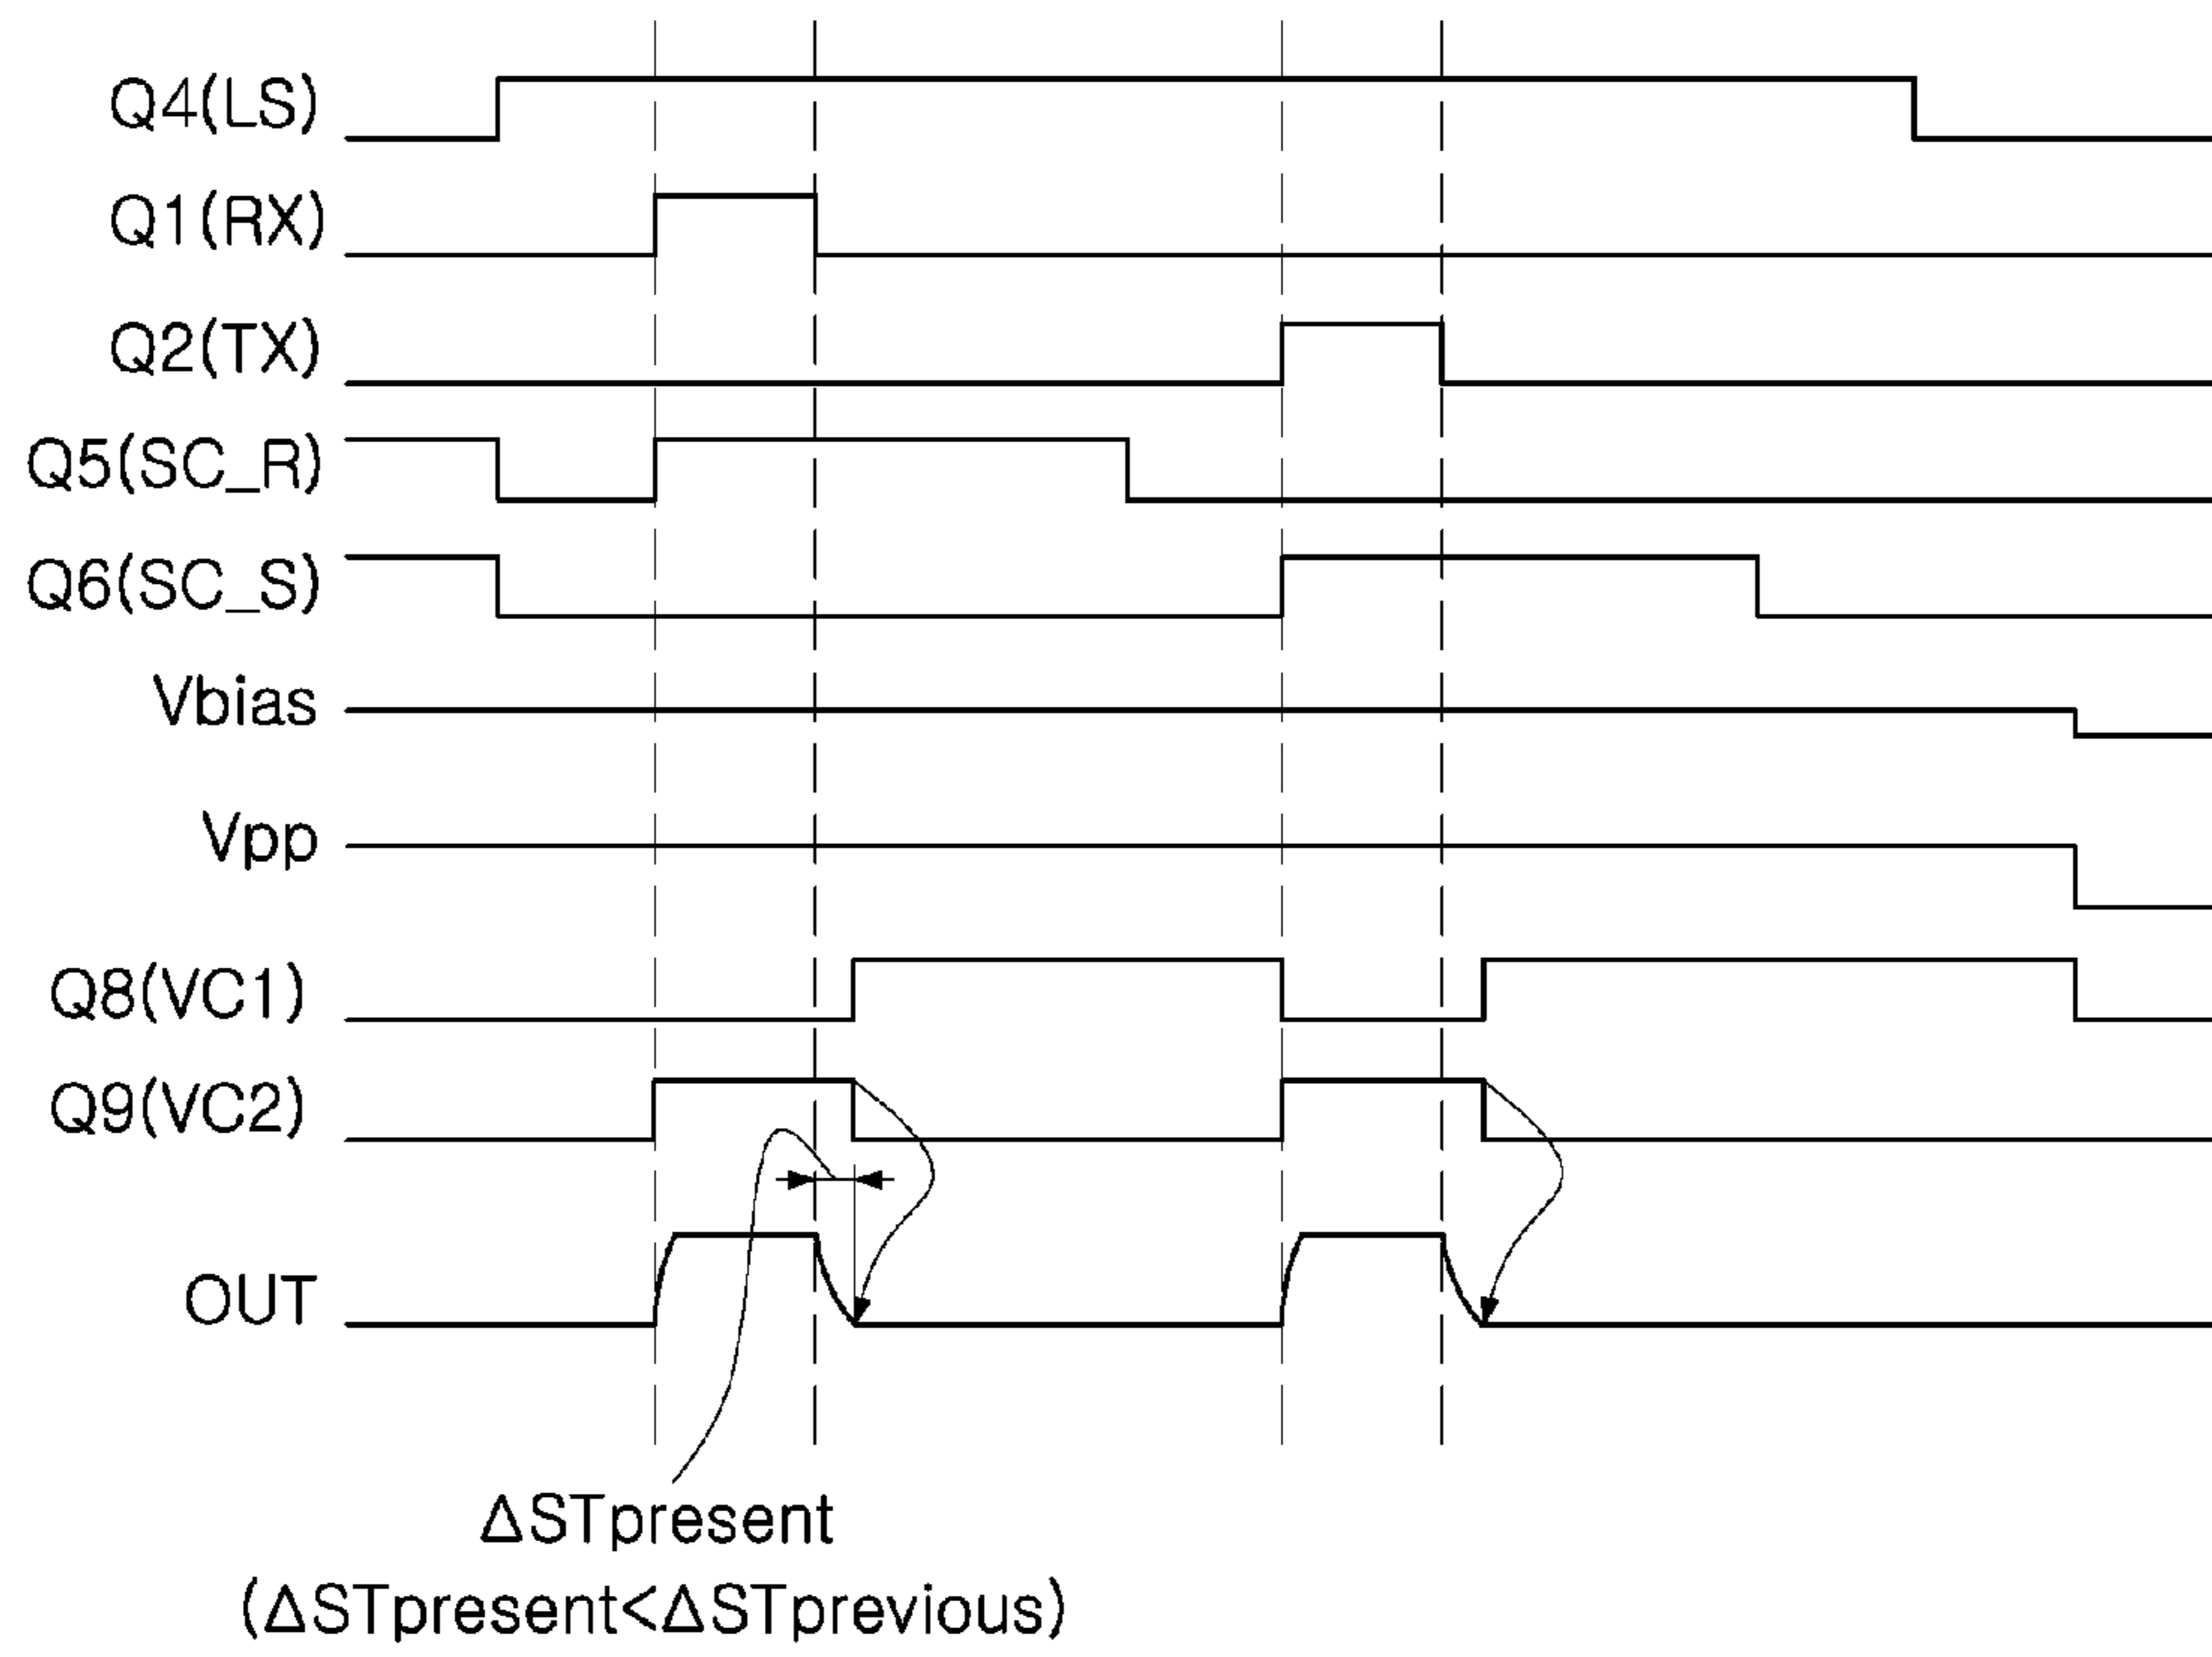 Q4(LS)
Q1(RX)
Q2(TX)
Q5(SC_R)
Q6(SC_S)
Vbias
Vpp
Q8(VC1)
Q9(VC2)
OUT
ΔSTpresent
(ΔSTpresent<ΔSTprevious)